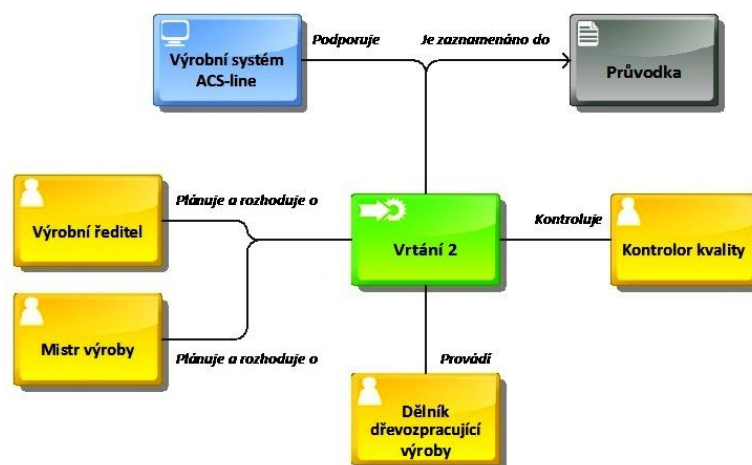 Podporuje
Je zaznamenáno do
Výrobní systém
ACS-line
Průvodka
Plánuje a rozhoduje o
Výrobní ředitel
Vrtání 2
Kontroluje
Kontrolor kvality
Mistr výroby
Plánuje a rozhoduje o
Provádí
Dělník
dřevozpracující
výroby